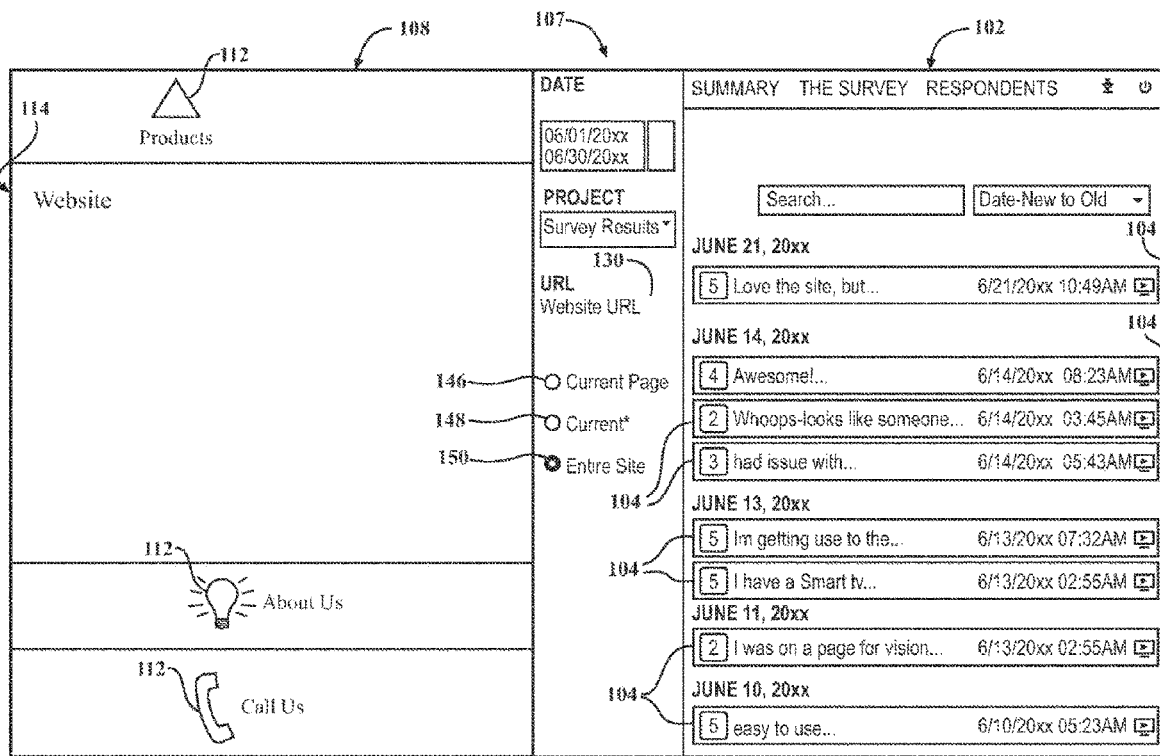 107
102
108
112
DATE
SUMMARY THE SURVEY RESPONDENTS
114
Products
06/01/20xx
06/30/20xx
Website
PROJECT
Search...
Date-New to Old
Survey Results
104
JUNE 21, 20xx
130
URL
5 Love the site, but... 6/21/20xx 10:49AM
Website URL
104
JUNE 14, 20xx
146
Current Page
4 Awesome!... 6/14/20xx 08:23AM
148
Current*
2 Whoops-looks like someone... 6/14/20xx 03:45AM
150
Entire Site
3 had issue with... 6/14/20xx 05:43AM
104
JUNE 13, 20xx
5 Im getting use to the... 6/13/20xx 07:32AM
112
104
5 I have a Smart tv... 6/13/20xx 02:55AM
About Us
JUNE 11, 20xx
2 I was on a page for vision... 6/13/20xx 02:55AM
112
104
JUNE 10, 20xx
Call Us
5 easy to use... 6/10/20xx 05:23AM